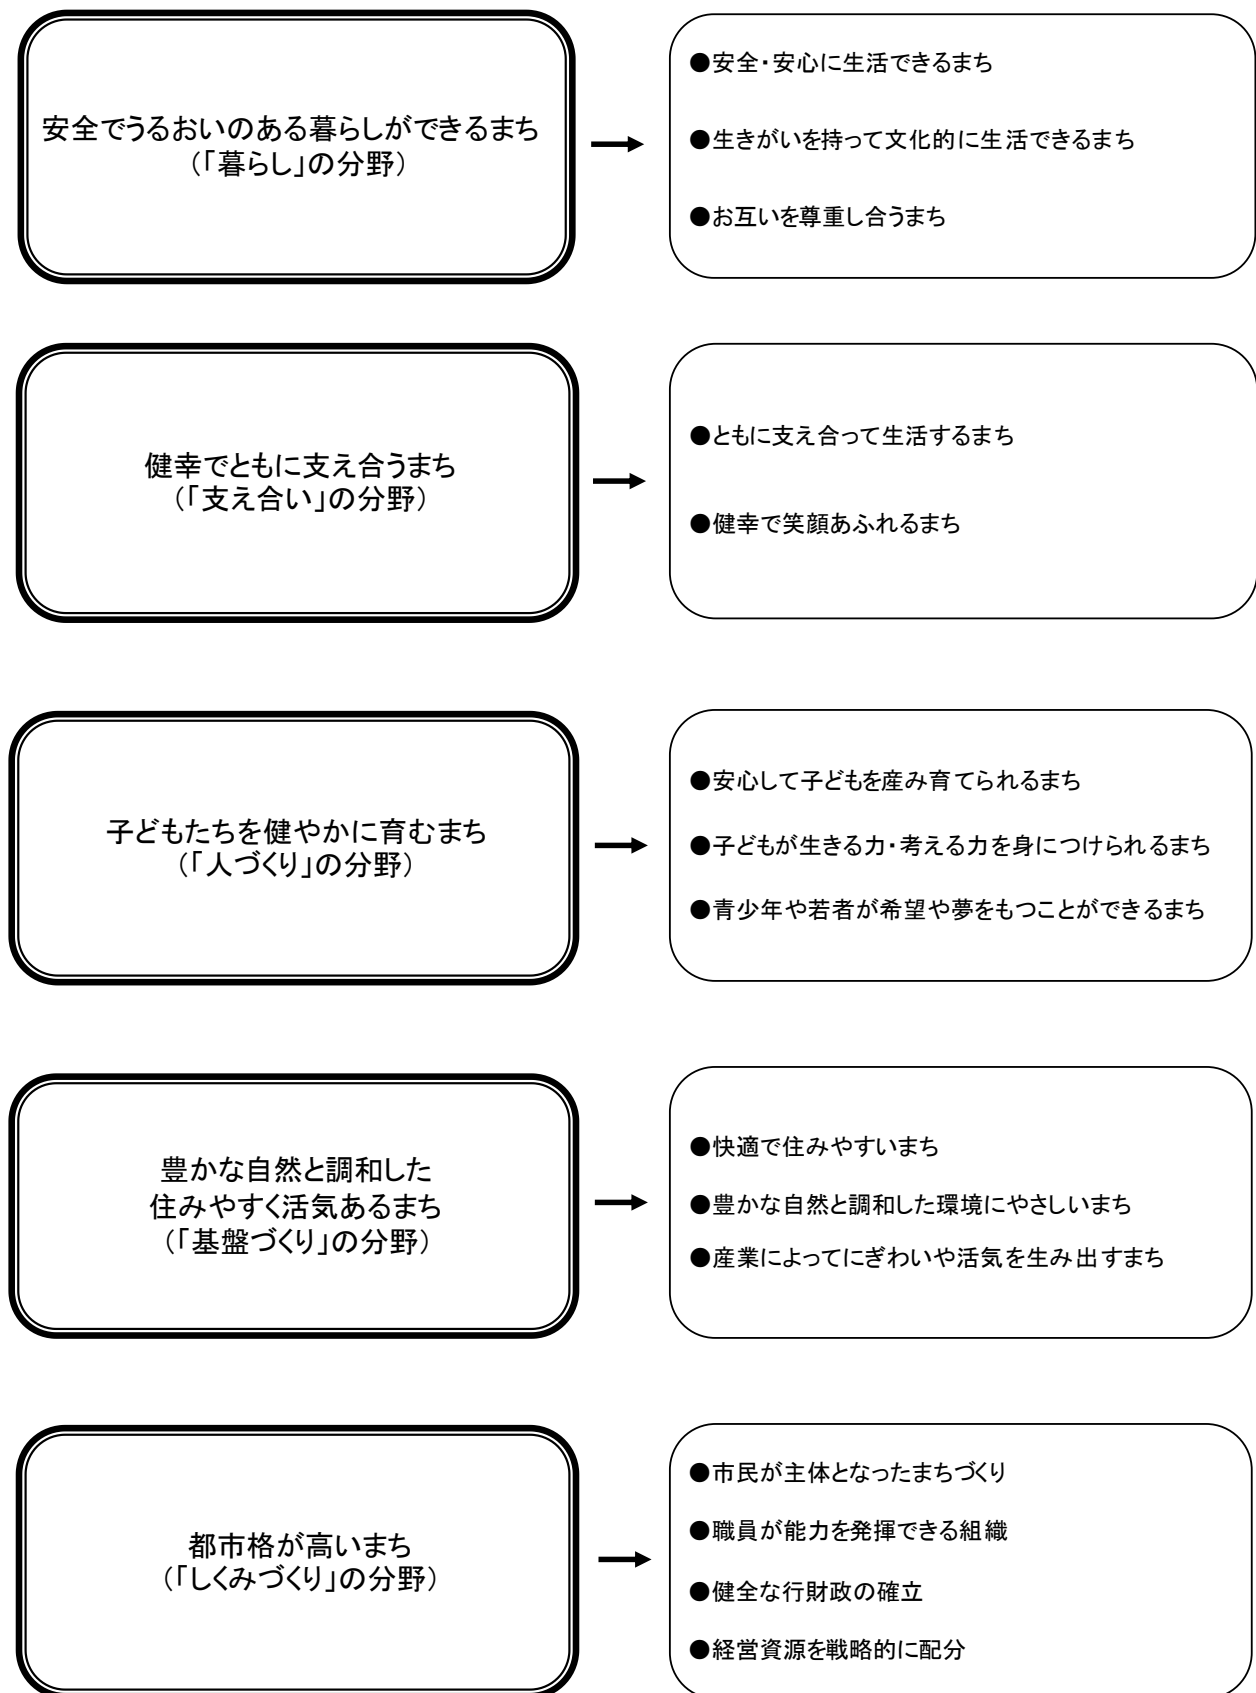 安全でうるおいのある暮らしができるまち
(「暮らし」の分野)
●安全・安心に生活できるまち
●生きがいを持って文化的に生活できるまち
●お互いを尊重し合うまち
健幸でともに支え合うまち
(「支え合い」の分野)
●ともに支え合って生活するまち
●健幸で笑顔あふれるまち
子どもたちを健やかに育むまち
(「人づくり」の分野)
●安心して子どもを産み育てられるまち
●子どもが生きる力・考える力を身につけられるまち
●青少年や若者が希望や夢をもつことができるまち
豊かな自然と調和した
住みやすく活気あるまち
(「基盤づくり」の分野)
●快適で住みやすいまち
●豊かな自然と調和した環境にやさしいまち
●産業によってにぎわいや活気を生み出すまち
都市格が高いまち
(「しくみづくり」の分野)
●市民が主体となったまちづくり
●職員が能力を発揮できる組織
●健全な行財政の確立
●経営資源を戦略的に配分